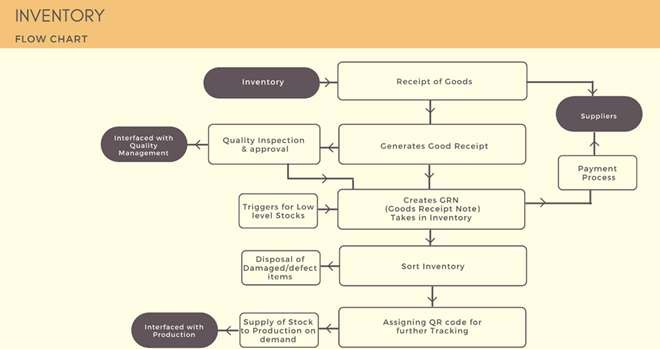 INVENTORY
FLOW CHART
Inventory
Receipt of Goods
Suppliers
Interfaced with
Quality
Management
Quality Inspection
& approval
Generates Good Receipt
Payment
Process
Triggers for Low
level Stocks
Creates GRN
(Goods Receipt Note)
Takes in Inventory
Disposal of
Damaged/defect
items
Sort Inventory
Interfaced with
Production
Supply of Stock
to Production on
demand
Assigning QR code for
further Tracking